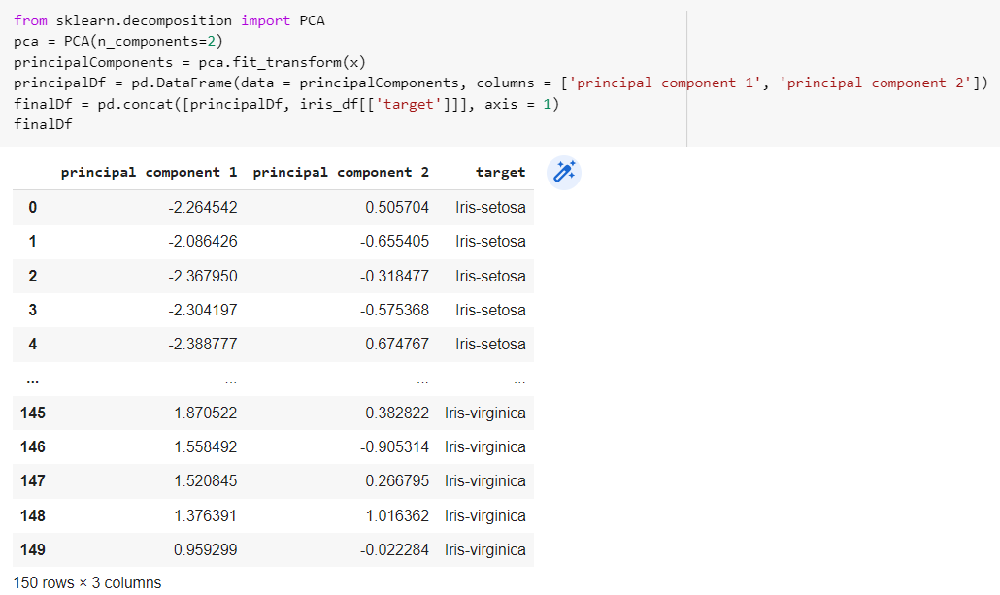 from sklearn.decomposition import PCA
pca = PCA(n_components=2)
principalComponents = pca.fit_transform(x)
principalDf = pd.DataFrame(data = principalComponents, columns = ['principal component 1', 'principal component 2'])
finalDf = pd.concat([principalDf, iris_df[['target']]], axis = 1)
finalDf
principal component 1 principal component 2 target
0 -2.264542 0.505704 Iris-setosa
1 -2.086426 -0.655405 Iris-setosa
2 -2.367950 -0.318477 Iris-setosa
3 -2.304197 -0.575368 Iris-setosa
4 -2.388777 0.674767 Iris-setosa
... ... ... ...
145 1.870522 0.382822 Iris-virginica
146 1.558492 -0.905314 Iris-virginica
147 1.520845 0.266795 Iris-virginica
148 1.376391 1.016362 Iris-virginica
149 0.959299 -0.022284 Iris-virginica
150 rows × 3 columns